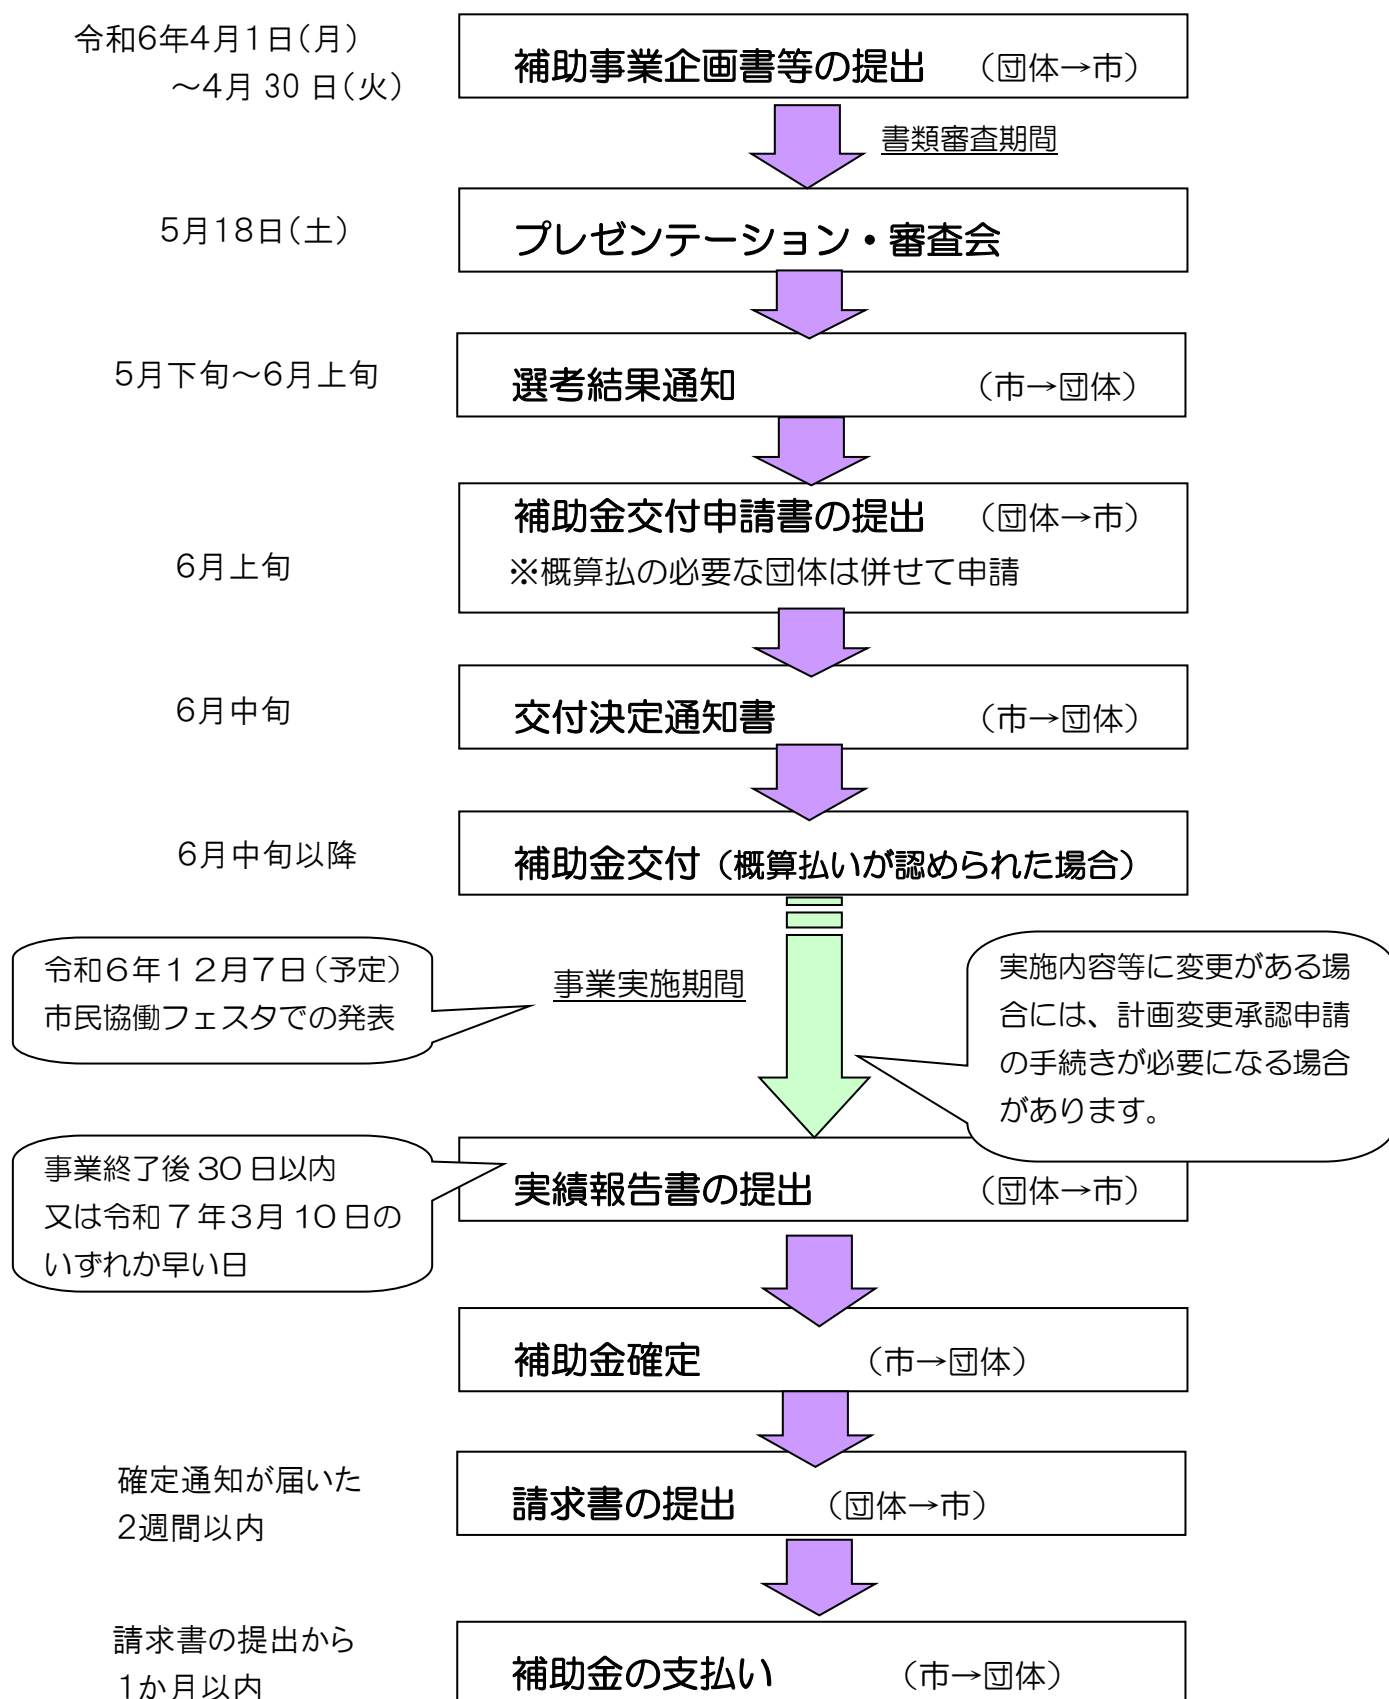 令和6年4月1日(月)
～4月 30 日(火)
補助事業企画書等の提出 （団体→市）
書類審査期間
5月18日(土)
プレゼンテーション・審査会
5月下旬～6月上旬
選考結果通知 （市→団体）
補助金交付申請書の提出 （団体→市）
6月上旬
※概算払の必要な団体は併せて申請
6月中旬
交付決定通知書 （市→団体）
6月中旬以降
補助金交付（概算払いが認められた場合）
令和６年１２月７日（予定）
市民協働フェスタでの発表
事業実施期間
実施内容等に変更がある場
合には、計画変更承認申請
の手続きが必要になる場合
があります。
事業終了後 30 日以内
又は令和７年３月 10 日の
いずれか早い日
実績報告書の提出 （団体→市）
補助金確定 （市→団体）
確定通知が届いた
2週間以内
請求書の提出 （団体→市）
請求書の提出から
1か月以内
補助金の支払い （市→団体）